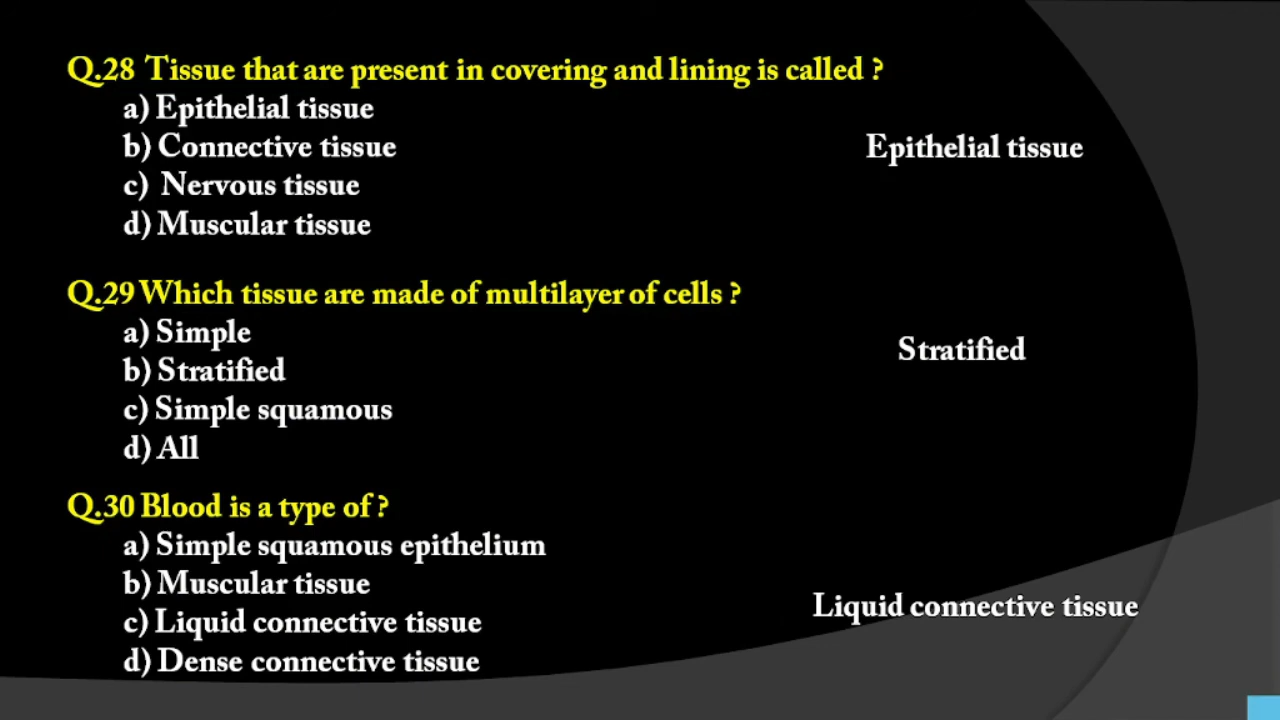 Q.28 Tissue that are present in covering and lining is called ?
a) Epithelial tissue
b) Connective tissue
c) Nervous tissue
d) Muscular tissue
Epithelial tissue
Q.29 Which tissue are made of multilayer of cells ?
a) Simple
b) Stratified
c) Simple squamous
d) All
Stratified
Q.30 Blood is a type of ?
a) Simple squamous epithelium
b) Muscular tissue
c) Liquid connective tissue
d) Dense connective tissue
Liquid connective tissue